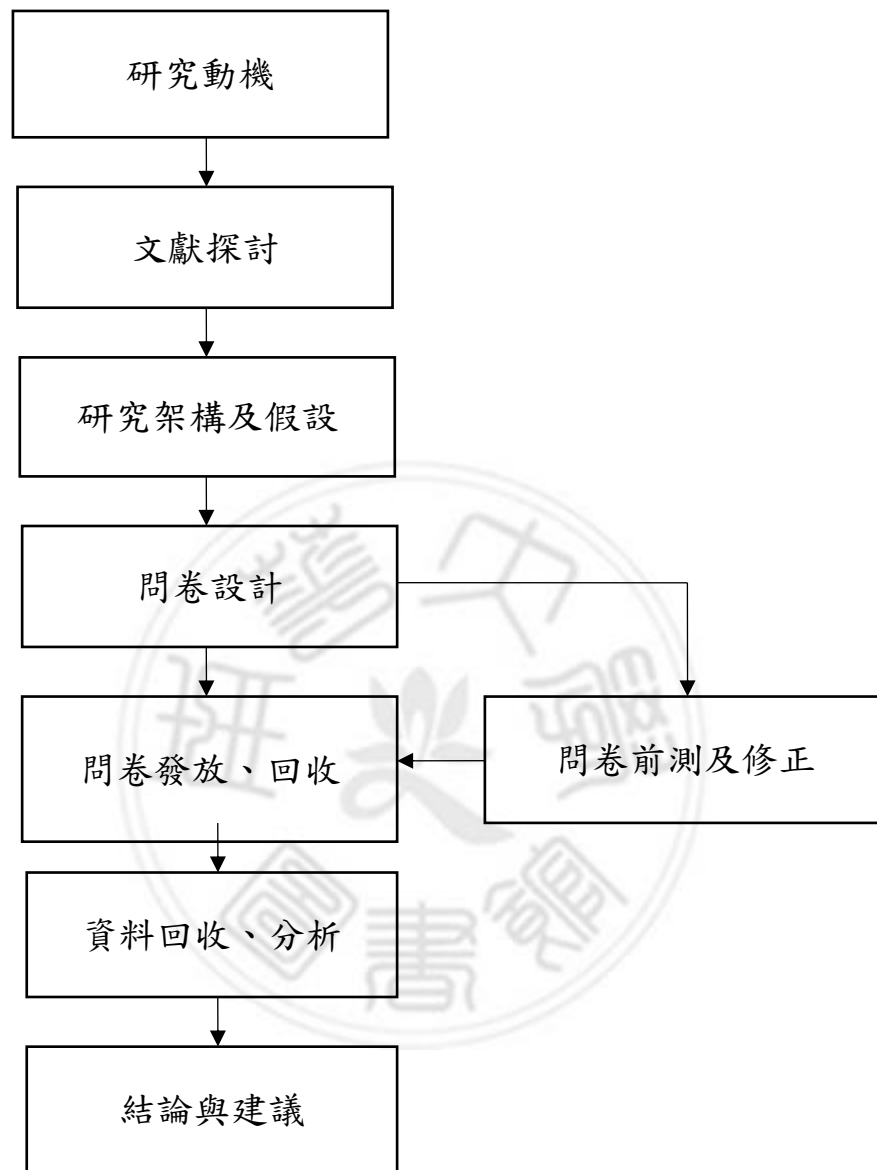 研究動機
文獻探討
研究架構及假設
問卷設計
問卷發放、回收
問卷前測及修正
資料回收、分析
結論與建議